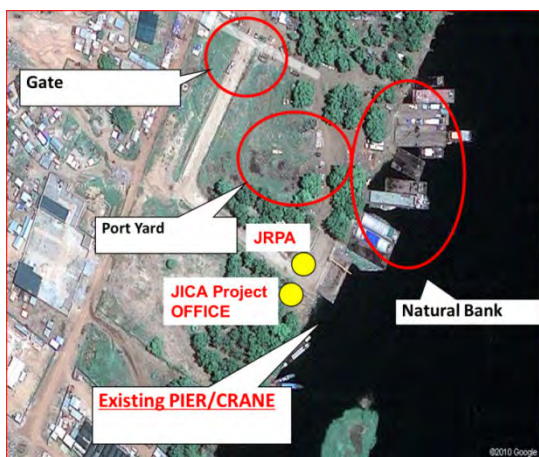 Gate
Port Yard
JRPA
JICA Project
OFFICE
Natural Bank
Existing PIER/CRANE
©2010 Google